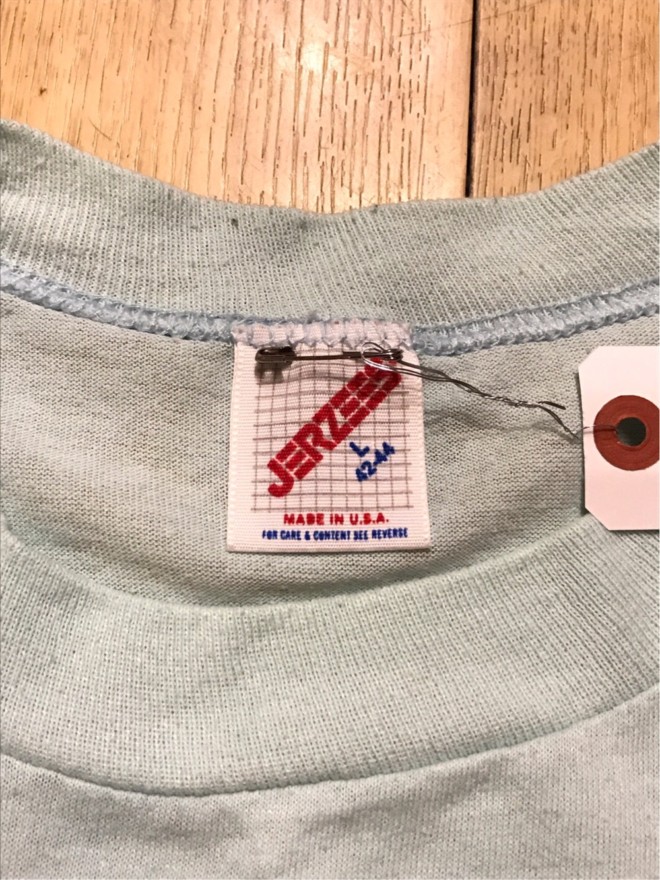 JERZEES
L
42-44
MADE IN U.S.A.
FOR CARE & CONTENT SEE REVERSE